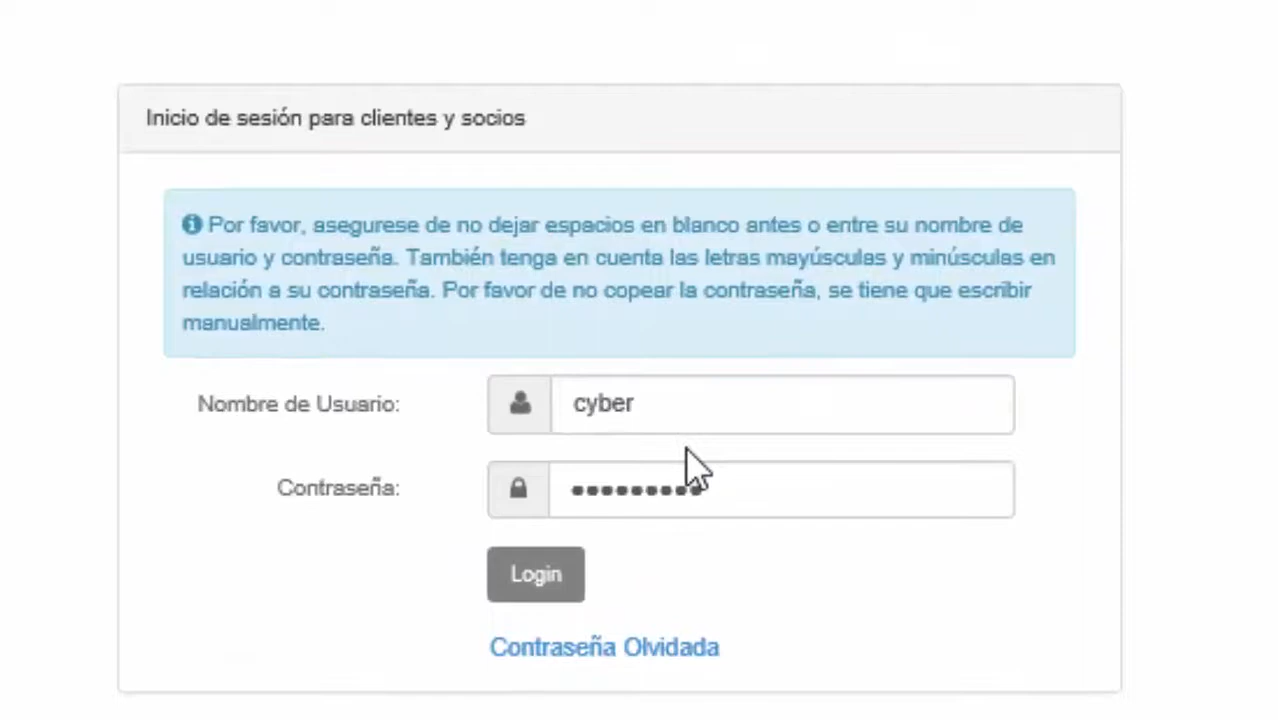 Inicio de sesión para clientes y socios
Por favor, asegurese de no dejar espacios en blanco antes o entre su nombre de
usuario y contraseña. También tenga en cuenta las letras mayúsculas y minúsculas en
relación a su contraseña. Por favor de no copear la contraseña, se tiene que escribir
manualmente.
Nombre de Usuario:
cyber
Contraseña:
Login
Contraseña Olvidada